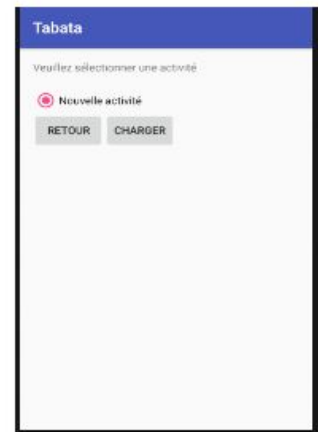 Tabata
Veuillez sélectionner une activité
Nouvelle activité
RETOUR CHARGER